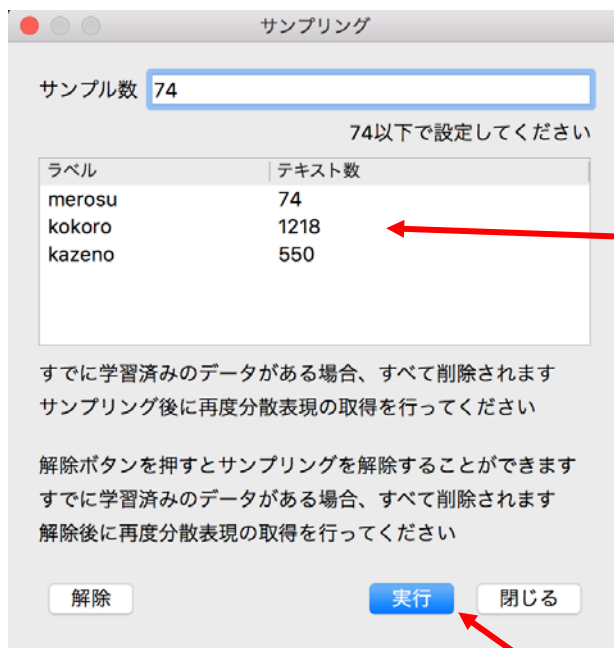 サンプリング
サンプル数 74
74以下で設定してください
ラベル テキスト数
merosu 74
kokoro 1218
kazeno 550
すでに学習済みのデータがある場合、すべて削除されます
サンプリング後に再度分散表現の取得を行ってください
解除ボタンを押すとサンプリングを解除することができます
すでに学習済みのデータがある場合、すべて削除されます
解除後に再度分散表現の取得を行ってください
解除 実行 閉じる